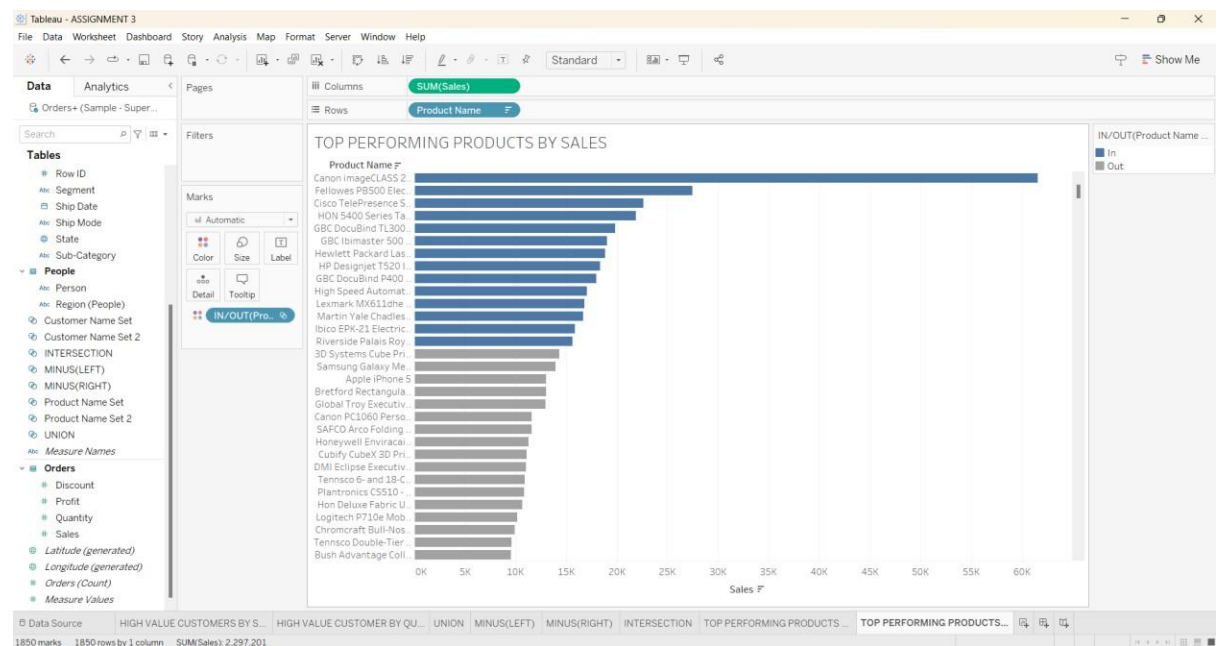 Tableau - ASSIGNMENT 3
File Data Worksheet Dashboard Story Analysis Map Format Server Window Help
Standard
Show Me
Data Analytics
Orders+ (Sample - Super...
Search
Tables
Row ID
Abc Segment
Ship Date
Abc Ship Mode
State
Abc Sub-Category
People
Abc Person
Abc Region (People)
Customer Name Set
Customer Name Set 2
INTERSECTION
MINUS(LEFT)
MINUS(RIGHT)
Product Name Set
Product Name Set 2
UNION
Abc Measure Names
Orders
Discount
Profit
Quantity
Sales
Latitude (generated)
Longitude (generated)
Orders (Count)
Measure Values
Pages
Filters
Marks
Automatic
Color Size Label
Detail Tooltip
IN/OUT(Pro..
Columns SUM(Sales)
Rows Product Name
TOP PERFORMING PRODUCTS BY SALES
Product Name
Canon imageCLASS 2..
Fellowes PB500 Elec..
Cisco TelePresence S..
HON 5400 Series Ta..
GBC DocuBind TL300..
GBC Ibimaster 500 ..
Hewlett Packard Las..
HP Designjet T520 I..
GBC DocuBind P400 ..
High Speed Automat..
Lexmark MX611dhe ..
Martin Yale Chadles..
Ibico EPK-21 Electric..
Riverside Palais Roy..
3D Systems Cube Pri..
Samsung Galaxy Me..
Apple iPhone 5
Bretford Rectangula..
Global Troy Executiv..
Canon PC1060 Perso..
SAFCO Arco Folding ..
Honeywell Enviracai..
Cubify CubeX 3D Pri..
DMI Eclipse Executiv..
Tennsco 6- and 18-C..
Plantronics CS510 - ..
Hon Deluxe Fabric U..
Logitech P710e Mob..
Chromcraft Bull-Nos..
Tennsco Double-Tier ..
Bush Advantage Coll..
0K 5K 10K 15K 20K 25K 30K 35K 40K 45K 50K 55K 60K
Sales
IN/OUT(Product Name ...
In
Out
Data Source HIGH VALUE CUSTOMERS BY S... HIGH VALUE CUSTOMER BY QU... UNION MINUS(LEFT) MINUS(RIGHT) INTERSECTION TOP PERFORMING PRODUCTS ... TOP PERFORMING PRODUCTS...
1850 marks 1850 rows by 1 column SUM(Sales): 2,297,201